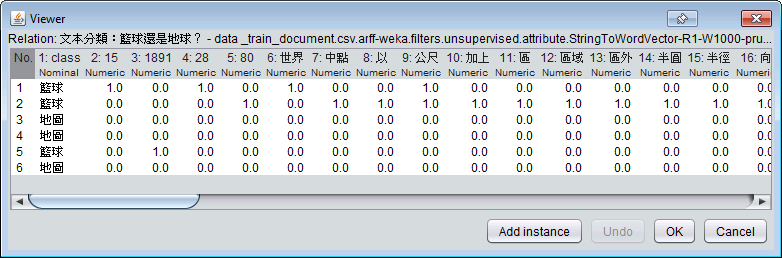 Viewer
Relation: 文本分類：籃球還是地球？ - data _train_document.csv.arff-weka.filters.unsupervised.attribute.StringToWordVector-R1-W1000-pru...
No. 1: class 2: 15 3: 1891 4: 28 5: 80 6: 世界 7: 中點 8: 以 9: 公尺 10: 加上 11: 區 12: 區域 13: 區外 14: 半圓 15: 半徑 16: 向
Nominal Numeric Numeric Numeric Numeric Numeric Numeric Numeric Numeric Numeric Numeric Numeric Numeric Numeric Numeric Numeric
1 籃球 1.0 0.0 1.0 0.0 1.0 0.0 0.0 1.0 0.0 0.0 0.0 0.0 0.0 0.0 0
2 籃球 0.0 0.0 0.0 1.0 0.0 1.0 1.0 1.0 1.0 1.0 1.0 1.0 1.0 1.0 1
3 地圖 0.0 0.0 0.0 0.0 0.0 0.0 0.0 0.0 0.0 0.0 0.0 0.0 0.0 0.0 0
4 地圖 0.0 0.0 0.0 0.0 0.0 0.0 0.0 0.0 0.0 0.0 0.0 0.0 0.0 0.0 0
5 籃球 0.0 1.0 0.0 0.0 0.0 0.0 0.0 0.0 0.0 0.0 0.0 0.0 0.0 0.0 0
6 地圖 0.0 0.0 0.0 0.0 0.0 0.0 0.0 0.0 0.0 0.0 0.0 0.0 0.0 0.0 0
Add instance Undo OK Cancel